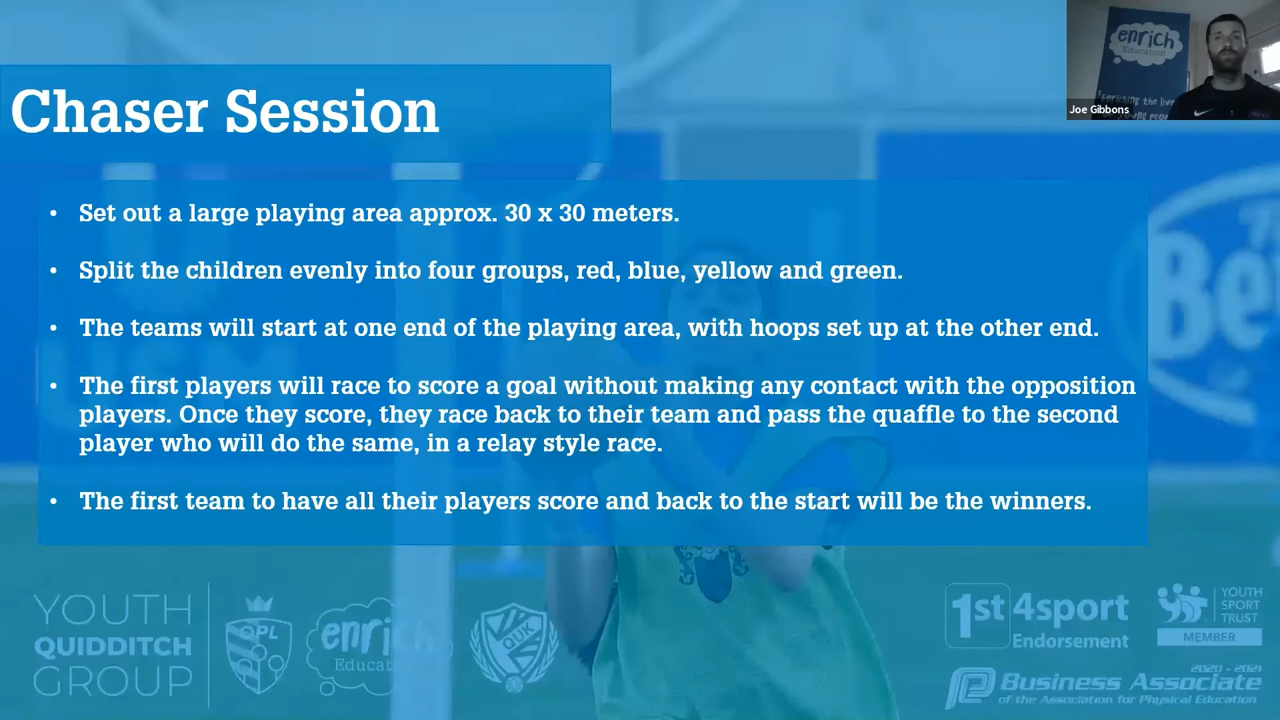 enrich
Education
Joe Gibbons
Chaser Session
• Set out a large playing area approx. 30 x 30 meters.
• Split the children evenly into four groups, red, blue, yellow and green.
• The teams will start at one end of the playing area, with hoops set up at the other end.
• The first players will race to score a goal without making any contact with the opposition
players. Once they score, they race back to their team and pass the quaffle to the second
player who will do the same, in a relay style race.
• The first team to have all their players score and back to the start will be the winners.
YOUTH
QUIDDITCH
GROUP
QPL
enrich
Educat
QUK
1st 4sport
Endorsement
YOUTH
SPORT
TRUST
MEMBER
2020 - 2021
Business Associate
of the Association for Physical Education